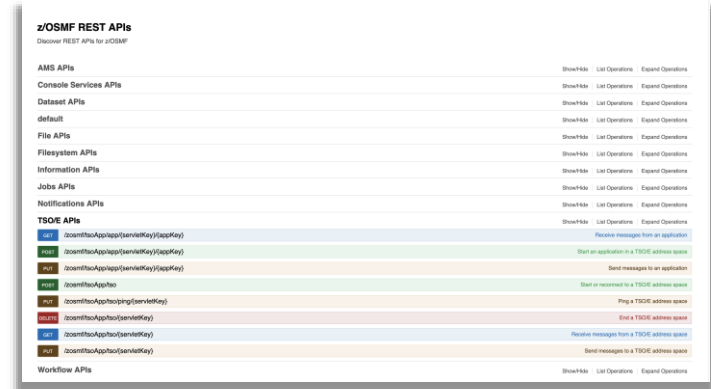 z/OSMF REST APIs
Discover REST APIs for z/OSMF
AMS APIs Show/Hide List Operations Expand Operations
Console Services APIs Show/Hide List Operations Expand Operations
Dataset APIs Show/Hide List Operations Expand Operations
default Show/Hide List Operations Expand Operations
File APIs Show/Hide List Operations Expand Operations
Filesystem APIs Show/Hide List Operations Expand Operations
Information APIs Show/Hide List Operations Expand Operations
Jobs APIs Show/Hide List Operations Expand Operations
Notifications APIs Show/Hide List Operations Expand Operations
TSO/E APIs Show/Hide List Operations Expand Operations
GET /zosmf/tsoApp/app/{servletKey}/{appKey} Receive messages from an application
POST /zosmf/tsoApp/app/{servletKey}/{appKey} Start an application in a TSO/E address space
PUT /zosmf/tsoApp/app/{servletKey}/{appKey} Send messages to an application
POST /zosmf/tsoApp/tso Start or reconnect to a TSO/E address space
PUT /zosmf/tsoApp/tso/ping/{servletKey} Ping a TSO/E address space
DELETE /zosmf/tsoApp/tso/{servletKey} End a TSO/E address space
GET /zosmf/tsoApp/tso/{servletKey} Receive messages from a TSO/E address space
PUT /zosmf/tsoApp/tso/{servletKey} Send messages to a TSO/E address space
Workflow APIs Show/Hide List Operations Expand Operations